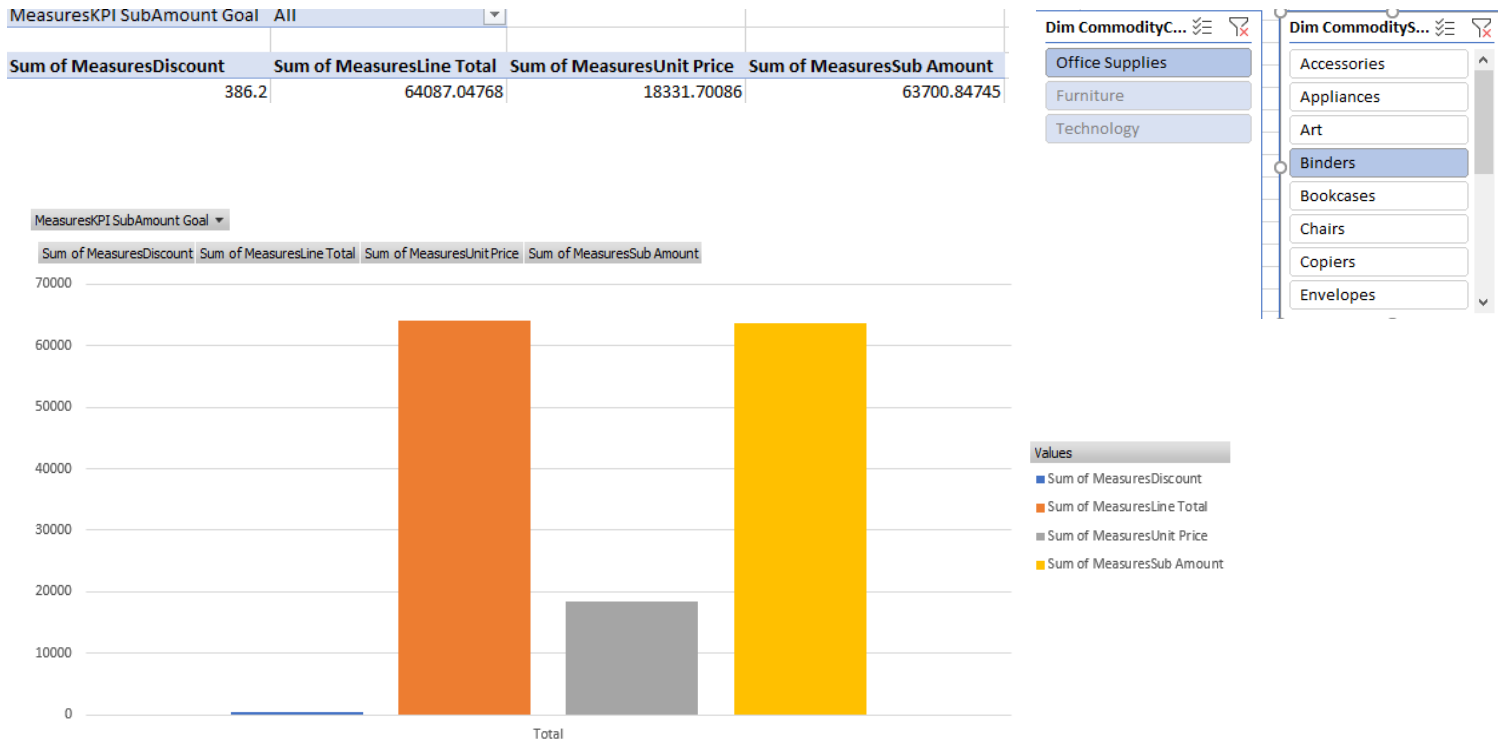 MeasuresKPI SubAmount Goal All
Sum of MeasuresDiscount Sum of MeasuresLine Total Sum of MeasuresUnit Price Sum of MeasuresSub Amount
386.2 64087.04768 18331.70086 63700.84745
Dim CommodityC...
Office Supplies
Furniture
Technology
Dim CommodityS...
Accessories
Appliances
Art
Binders
Bookcases
Chairs
Copiers
Envelopes
MeasuresKPI SubAmount Goal
Sum of MeasuresDiscount Sum of MeasuresLine Total Sum of MeasuresUnit Price Sum of MeasuresSub Amount
70000
60000
50000
40000
30000
20000
10000
0
Total
Values
Sum of MeasuresDiscount
Sum of MeasuresLine Total
Sum of MeasuresUnit Price
Sum of MeasuresSub Amount